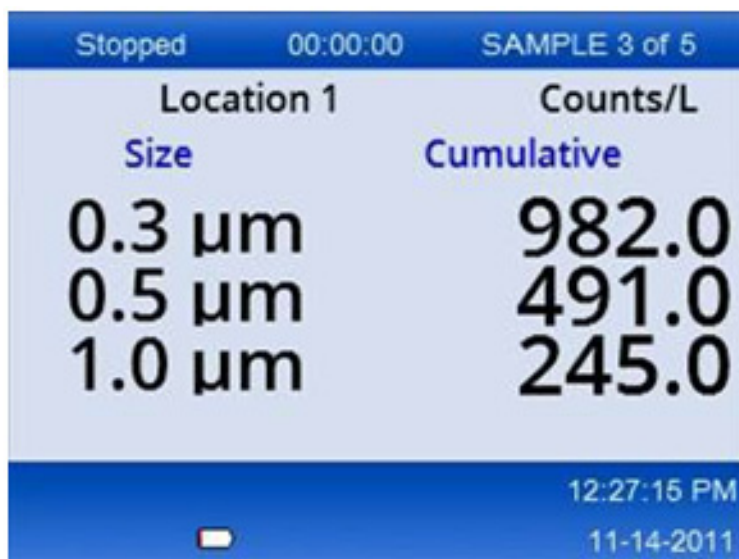 Stopped 00:00:00 SAMPLE 3 of 5
Location 1 Counts/L
Size Cumulative
0.3 µm 982.0
0.5 µm 491.0
1.0 µm 245.0
12:27:15 PM
11-14-2011